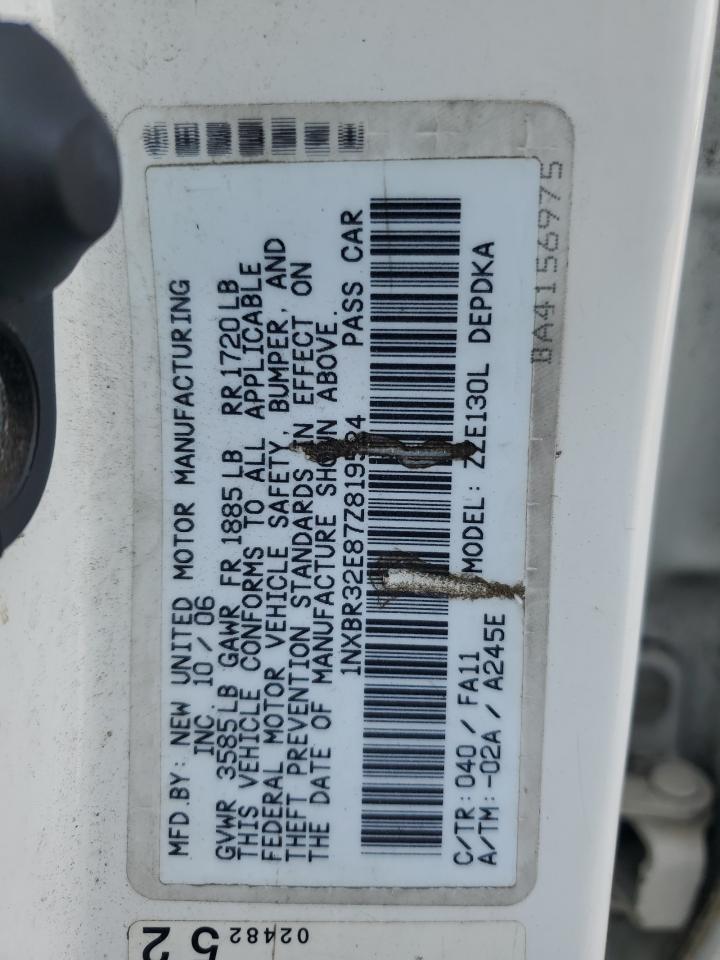 MFD.BY: NEW UNITED MOTOR MANUFACTURING
INC. 10/06
GVWR 3585LB GAWR FR 1885LB RR1720LB
THIS VEHICLE CONFORMS TO ALL APPLICABLE
FEDERAL MOTOR VEHICLE SAFETY, BUMPER, AND
THEFT PREVENTION STANDARDS IN EFFECT ON
THE DATE OF MANUFACTURE SHOWN ABOVE.
PASS CAR
MODEL: ZZE130L DEPDKA
C/TR: 040 / FA11
A/TM: -02A / A245E
BA4156975
02482
52